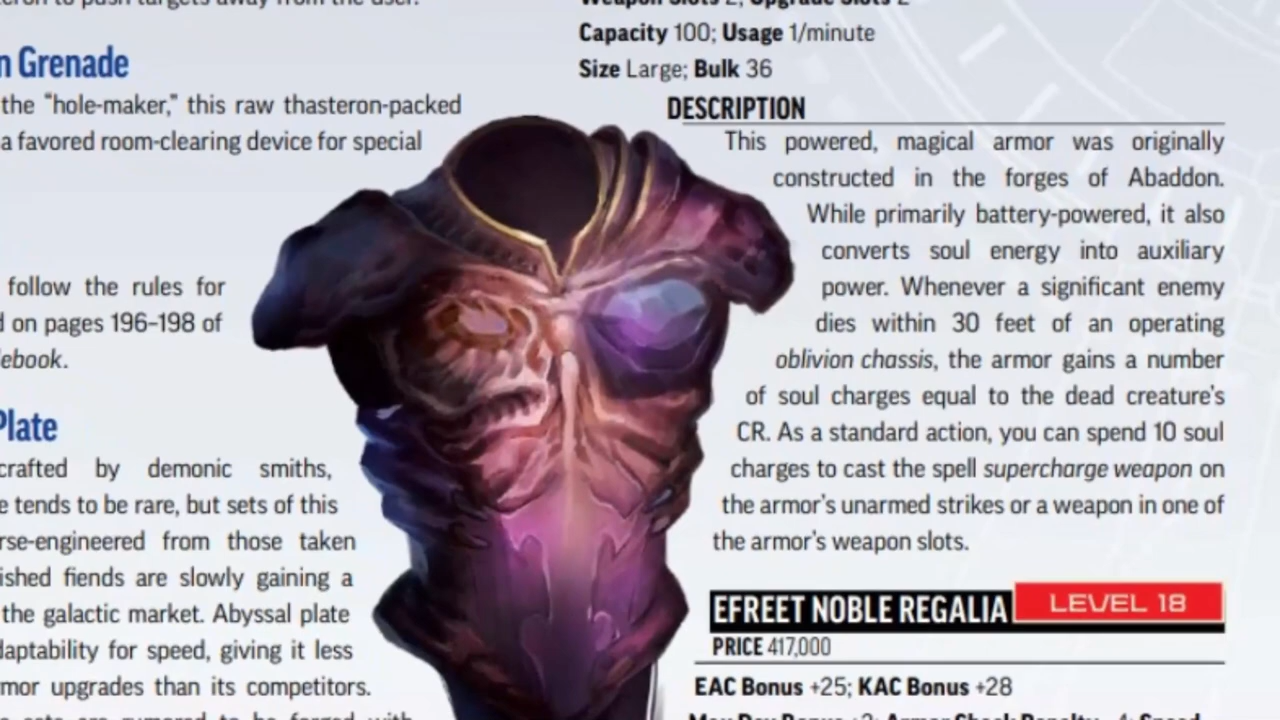 n Grenade
the "hole-maker," this raw thasteron-packed
a favored room-clearing device for special
follow the rules for
on pages 196–198 of
ebook.
Plate
crafted by demonic smiths,
e tends to be rare, but sets of this
rse-engineered from those taken
ished fiends are slowly gaining a
the galactic market. Abyssal plate
daptability for speed, giving it less
mor upgrades than its competitors.
Capacity 100; Usage 1/minute
Size Large; Bulk 36
DESCRIPTION
This powered, magical armor was originally
constructed in the forges of Abaddon.
While primarily battery-powered, it also
converts soul energy into auxiliary
power. Whenever a significant enemy
dies within 30 feet of an operating
oblivion chassis, the armor gains a number
of soul charges equal to the dead creature's
CR. As a standard action, you can spend 10 soul
charges to cast the spell supercharge weapon on
the armor's unarmed strikes or a weapon in one of
the armor's weapon slots.
EFREET NOBLE REGALIA LEVEL 18
PRICE 417,000
EAC Bonus +25; KAC Bonus +28